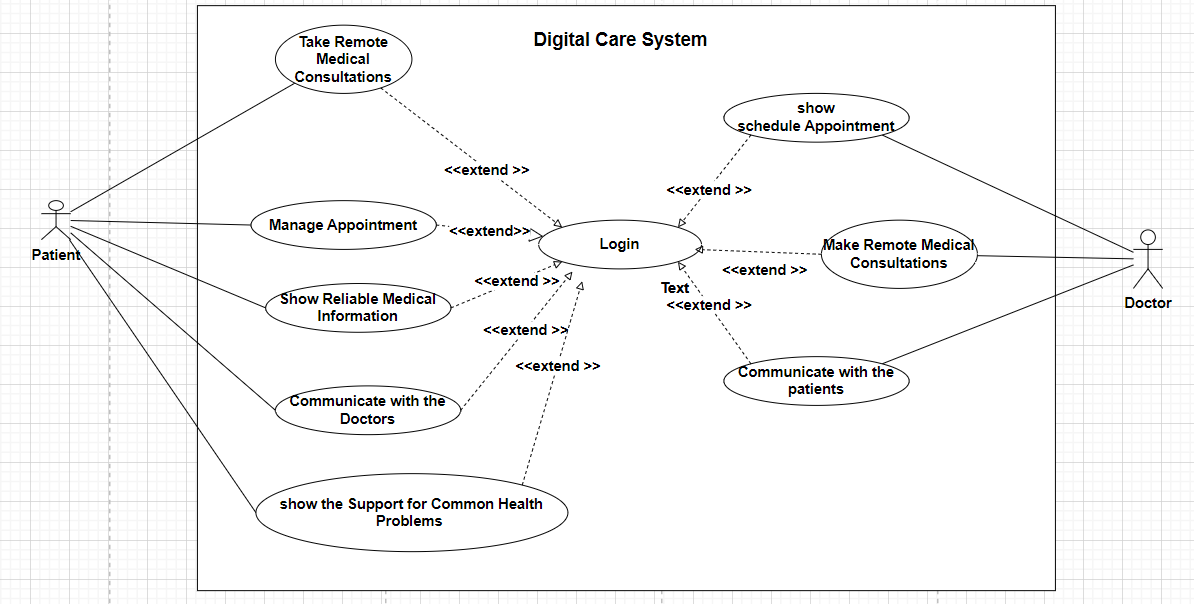 Digital Care System
Take Remote
Medical
Consultations
show
schedule Appointment
<<extend >>
<<extend >>
Manage Appointment
<<extend>>
Login
Make Remote Medical
Consultations
Patient
Doctor
<<extend >>
<<extend >>
Show Reliable Medical
Information
Text
<<extend >>
<<extend >>
<<extend >>
Communicate with the
patients
Communicate with the
Doctors
show the Support for Common Health
Problems